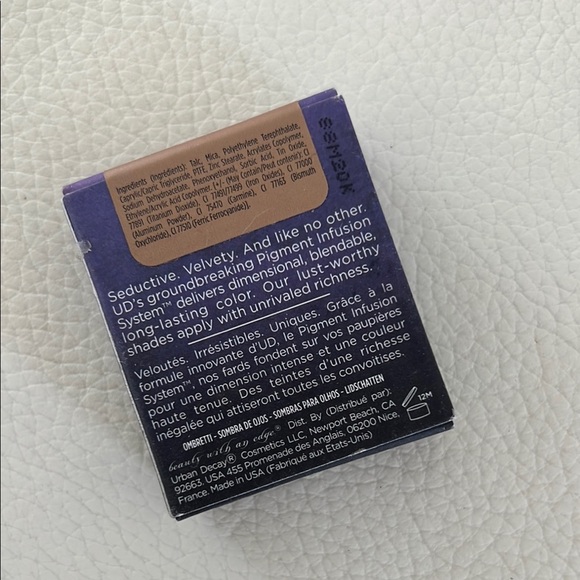 88M20K
Ingredients (Ingrédients): Talc, Mica, Polyethylene Terephthalate,
Caprylic/Capric Triglyceride, PTFE, Zinc Stearate, Acrylates Copolymer,
Sodium Dehydroacetate, Phenoxyethanol, Sorbic Acid, Tin Oxide,
Ethylene/Acrylic Acid Copolymer [+/- May Contain/Peut contenir): CI
77891 (Titanium Dioxide), CI 77491/77499 (Iron Oxides), CI 77000
(Aluminum Powder), CI 75470 (Carmine), CI 77163 (Bismuth
Oxychloride), CI 77510 (Ferric Ferrocyanide)].
Seductive. Velvety. And like no other.
UD's groundbreaking Pigment Infusion
System™ delivers dimensional, blendable,
long-lasting color. Our lust-worthy
shades apply with unrivaled richness.
Veloutés. Irrésistibles. Uniques. Grâce à la
formule innovante d'UD, le Pigment Infusion
System™, nos fards fondent sur vos paupières
pour une dimension intense et une couleur
haute tenue. Des teintes d'une richesse
inégalée qui attiseront toutes les convoitises.
OMBRETTI - SOMBRA DE OJOS - SOMBRAS PARA OLHOS - LIDSCHATTEN
12M
beauty with an edge® Dist. By (Distribué par):
Urban Decay® Cosmetics LLC, Newport Beach, CA
92663. USA 455 Promenade des Anglais, 06200 Nice,
France. Made in USA (Fabriqué aux Etats-Unis)